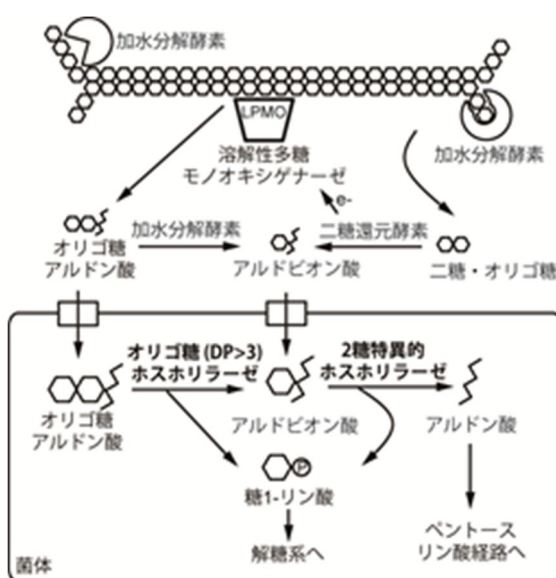 加水分解酵素
LPMO
溶解性多糖
モノオキシゲナーゼ
加水分解酵素
e-
オリゴ糖
アルドン酸
加水分解酵素
アルドビオン酸
二糖還元酵素
二糖・オリゴ糖
オリゴ糖 (DP>3)
ホスホリラーゼ
2糖特異的
ホスホリラーゼ
オリゴ糖
アルドン酸
アルドビオン酸
アルドン酸
P
糖1-リン酸
解糖系へ
ペントース
リン酸経路へ
菌体